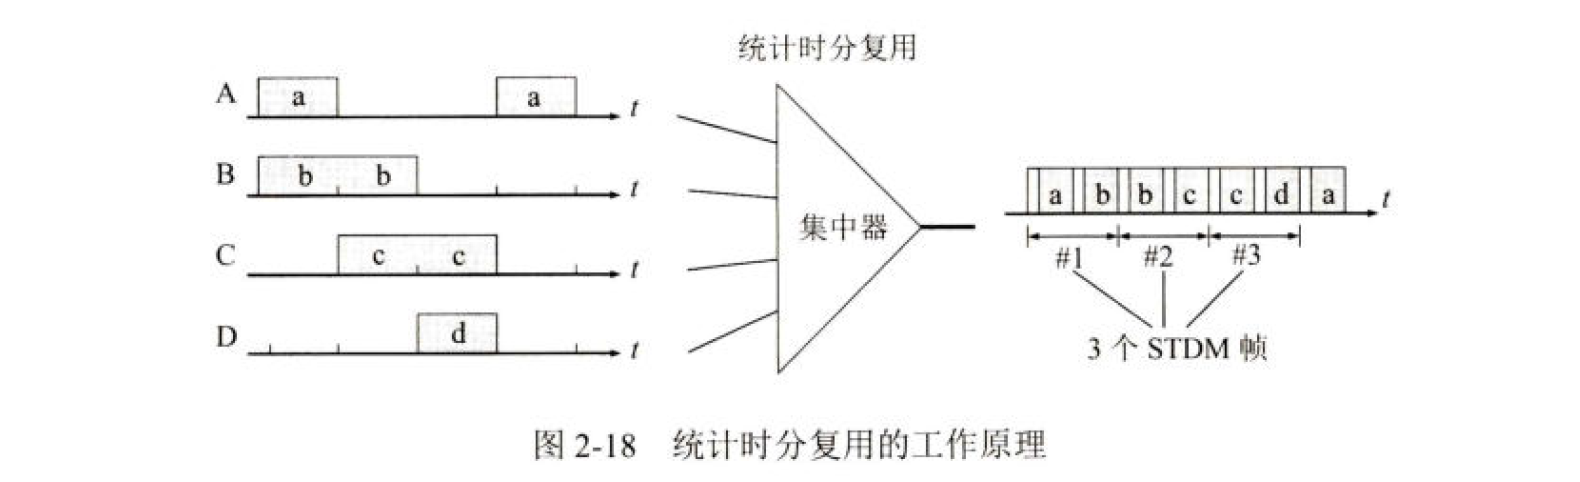 统计时分复用
A a a t
B b b t
C c c t
D d t
集中器
a b b c c d a t
#1 #2 #3
3 个 STDM 帧
图 2-18 统计时分复用的工作原理